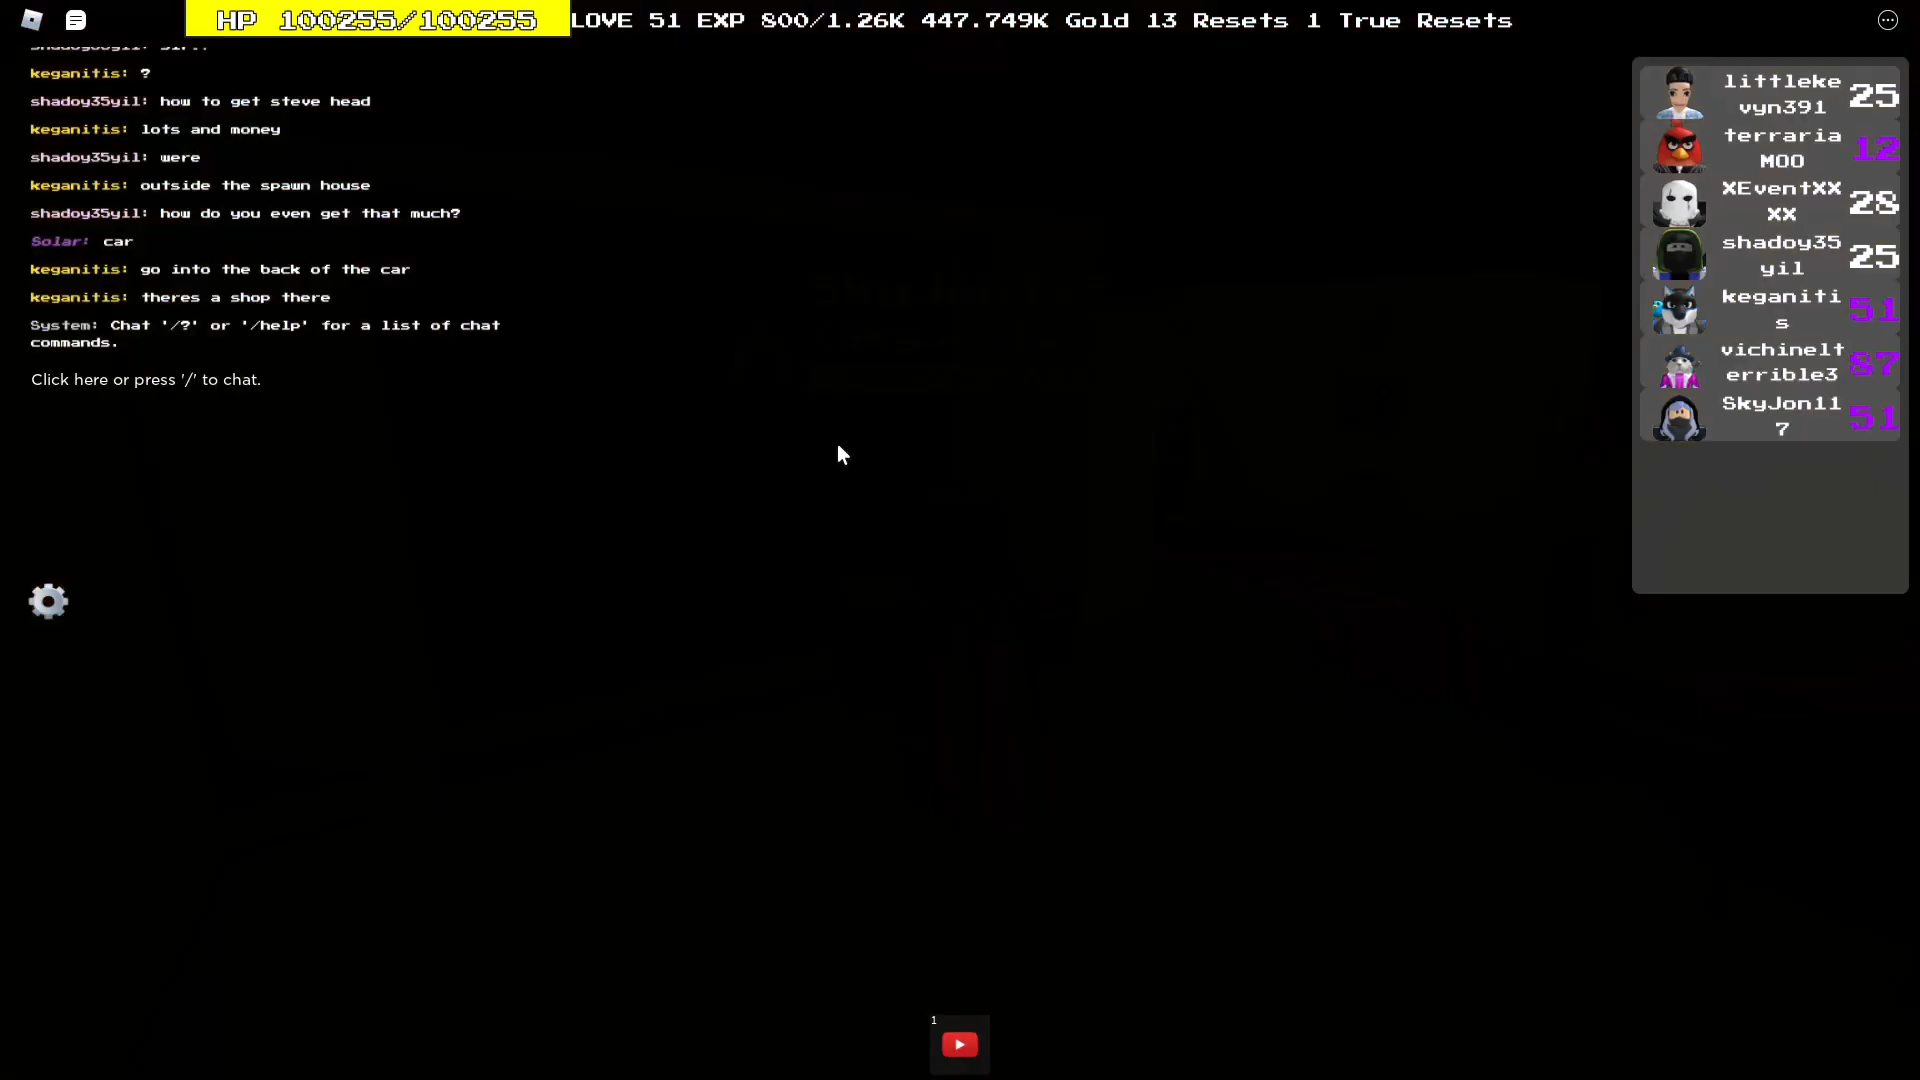 HP 100255/100255 LOVE 51 EXP 800/1.26K 447.749K Gold 13 Resets 1 True Resets
keganitis: ?
shadoy35yil: how to get steve head
keganitis: lots and money
shadoy35yil: were
keganitis: outside the spawn house
shadoy35yil: how do you even get that much?
Solar: car
keganitis: go into the back of the car
keganitis: theres a shop there
System: Chat '/?' or '/help' for a list of chat
commands.
Click here or press '/' to chat.
littleke
vyn391 25
terraria
MOO 12
XEventXX
XX 28
shadoy35
yil 25
keganiti
s 51
vichinelt
errible3 87
SkyJon11
7 51
1